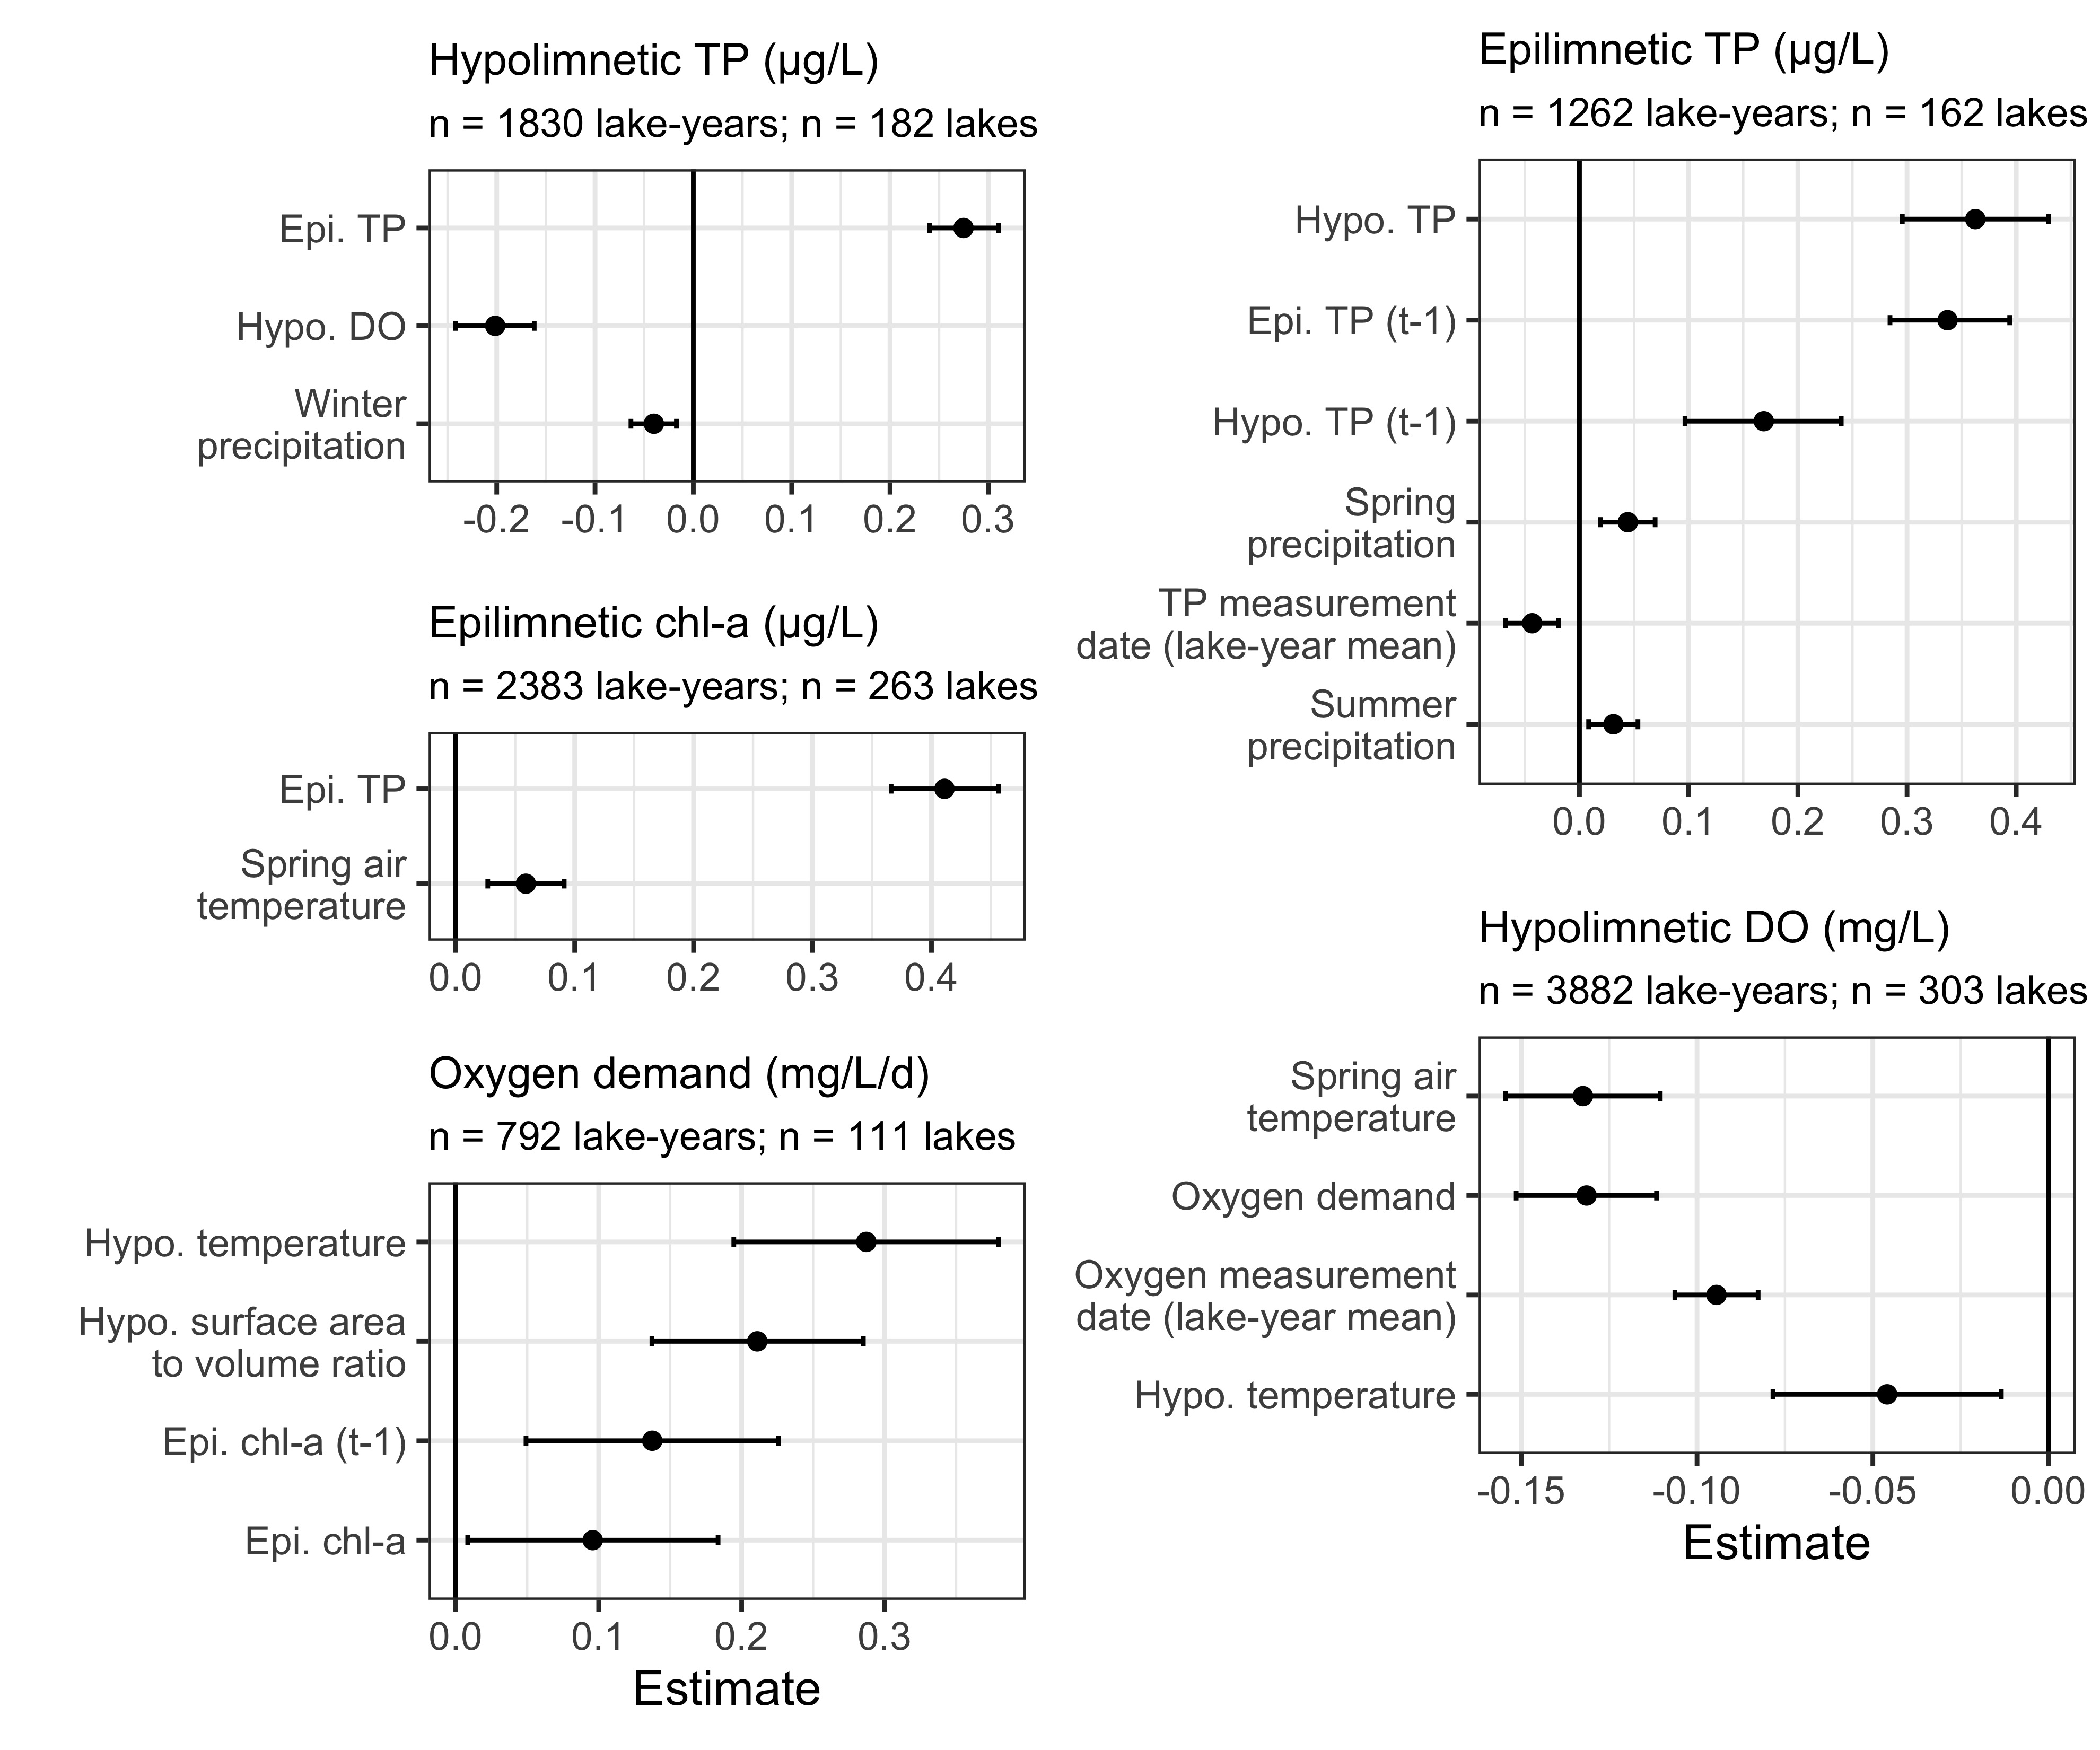 Hypolimnetic TP (µg/L)
n = 1830 lake-years; n = 182 lakes
Epi. TP
Hypo. DO
Winter
precipitation
-0.2 -0.1 0.0 0.1 0.2 0.3
Epilimnetic chl-a (µg/L)
n = 2383 lake-years; n = 263 lakes
Epi. TP
Spring air
temperature
0.0 0.1 0.2 0.3 0.4
Oxygen demand (mg/L/d)
n = 792 lake-years; n = 111 lakes
Hypo. temperature
Hypo. surface area
to volume ratio
Epi. chl-a (t-1)
Epi. chl-a
0.0 0.1 0.2 0.3
Estimate
Epilimnetic TP (µg/L)
n = 1262 lake-years; n = 162 lakes
Hypo. TP
Epi. TP (t-1)
Hypo. TP (t-1)
Spring
precipitation
TP measurement
date (lake-year mean)
Summer
precipitation
0.0 0.1 0.2 0.3 0.4
Hypolimnetic DO (mg/L)
n = 3882 lake-years; n = 303 lakes
Spring air
temperature
Oxygen demand
Oxygen measurement
date (lake-year mean)
Hypo. temperature
-0.15 -0.10 -0.05 0.00
Estimate